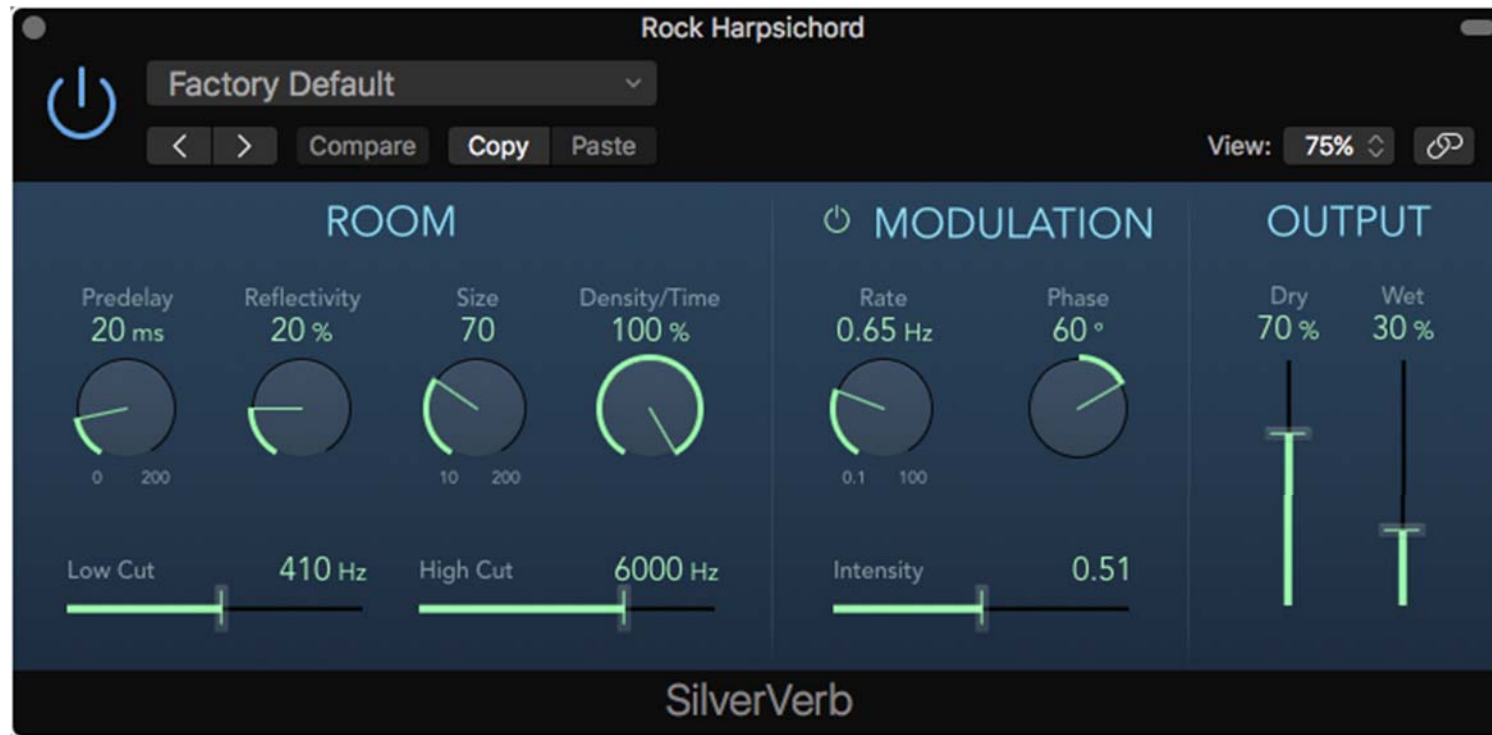 Rock Harpsichord
Factory Default
Compare Copy Paste View: 75%
ROOM MODULATION OUTPUT
Predelay Reflectivity Size Density/Time Rate Phase Dry Wet
20 ms 20 % 70 100 % 0.65 Hz 60 ° 70 % 30 %
0 200 10 200 0.1 100
Low Cut 410 Hz High Cut 6000 Hz Intensity 0.51
SilverVerb